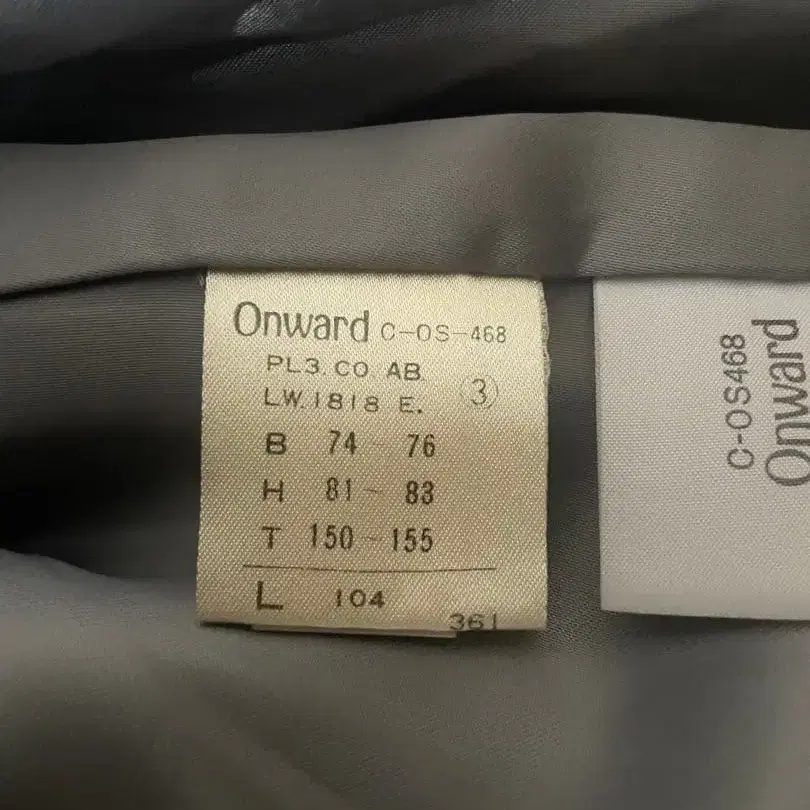 Onward C-OS-468
PL3. CO AB.
LW. 1818 E. ③
B 74 - 76
H 81 - 83
T 150 - 155
L 104
361
C-OS468
Onward